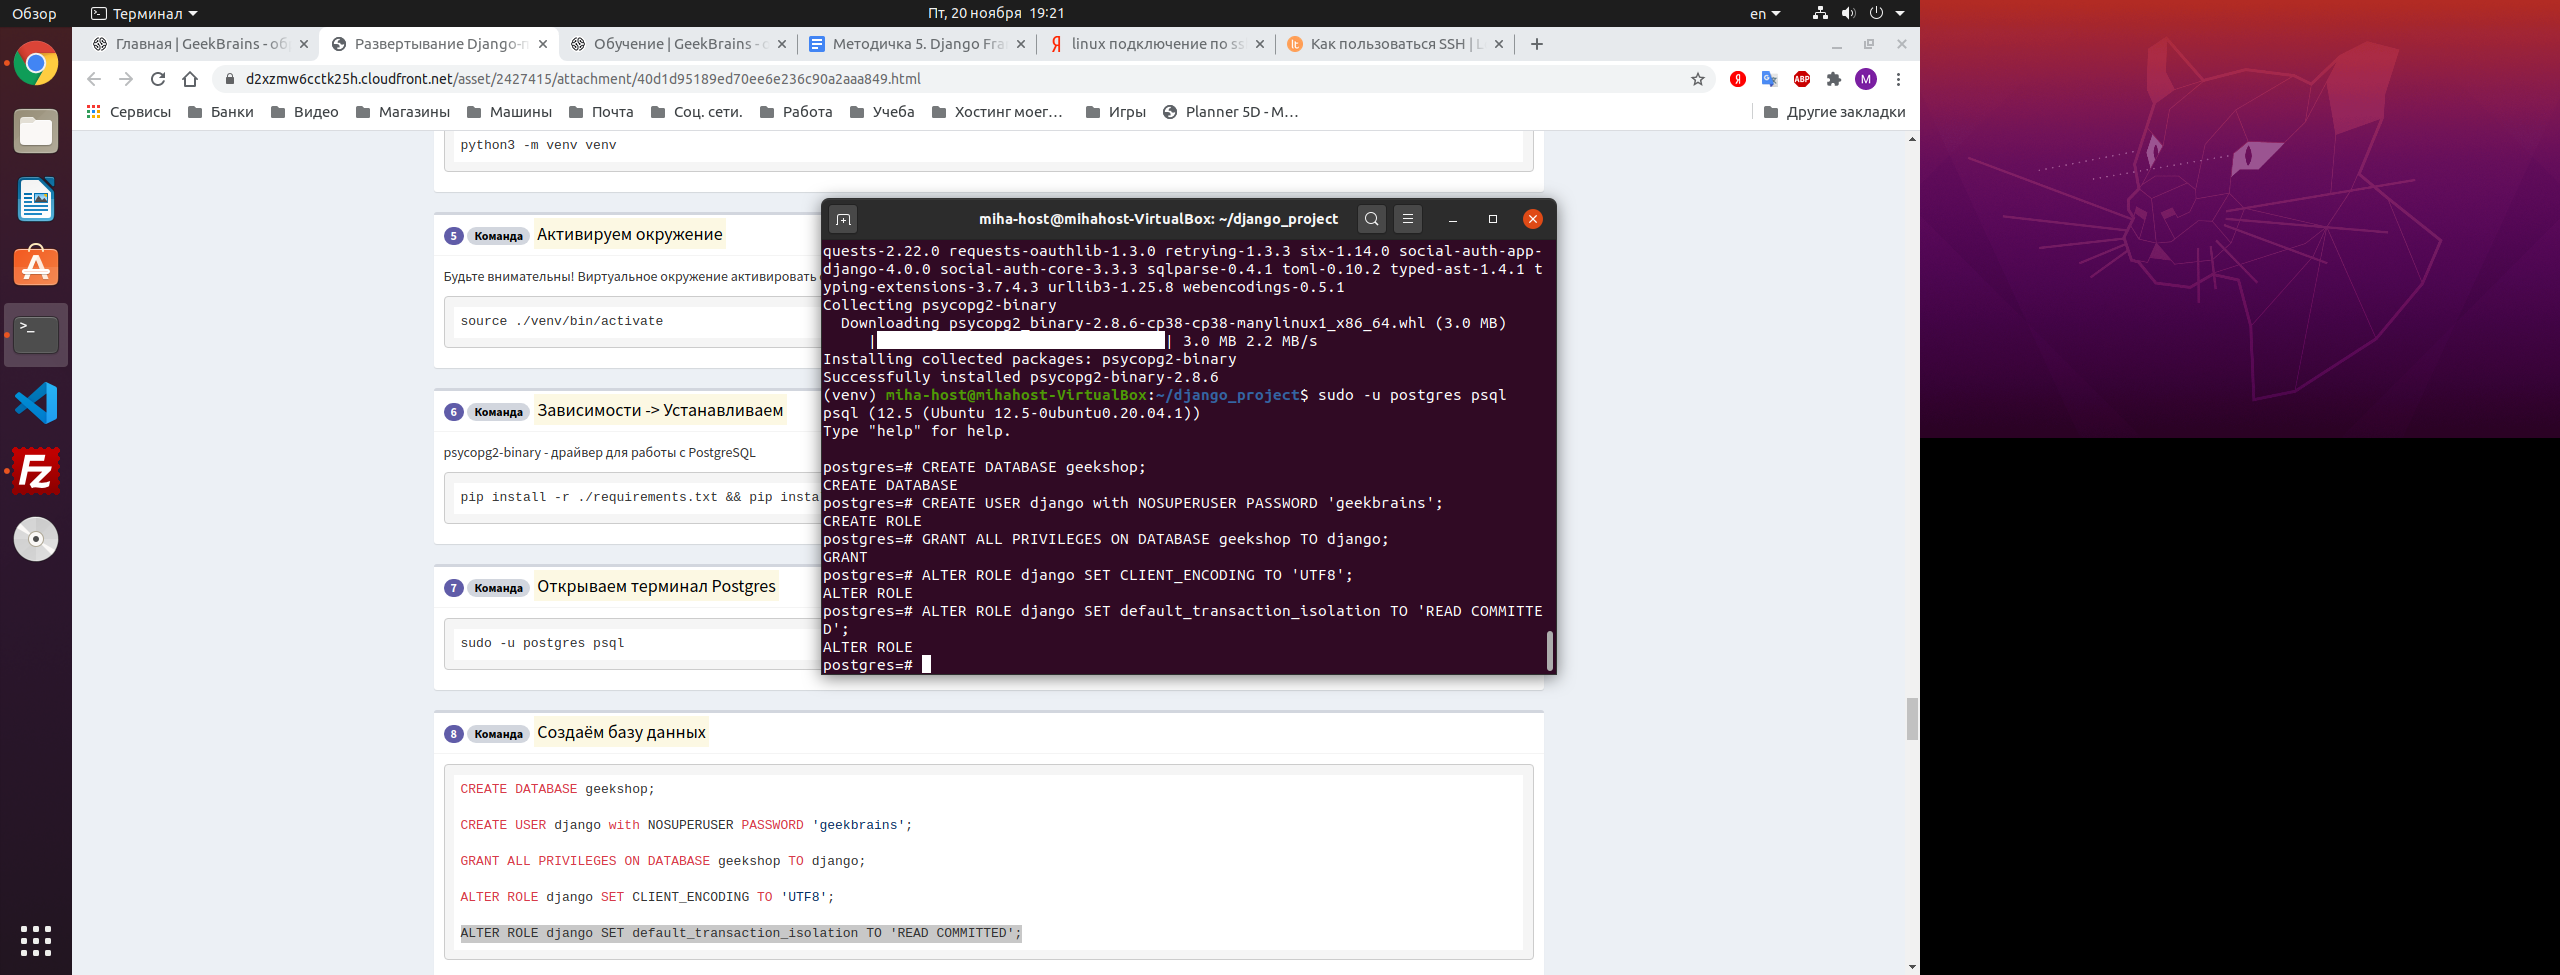 Обзор
Терминал
Пт, 20 ноября 19:21
en
Главная | GeekBrains - об
Развертывание Django-п
Обучение | GeekBrains - о
Методичка 5. Django Fra
linux подключение по ss
Как пользоваться SSH | L
d2xzmw6cctk25h.cloudfront.net/asset/2427415/attachment/40d1d95189ed70ee6e236c90a2aaa849.html
ABP
M
Сервисы
Банки
Видео
Магазины
Машины
Почта
Соц. сети.
Работа
Учеба
Хостинг моег...
Игры
Planner 5D - M...
Другие закладки
python3 -m venv venv
5 Команда Активируем окружение
Будьте внимательны! Виртуальное окружение активировать
source ./venv/bin/activate
6 Команда Зависимости -> Устанавливаем
psycopg2-binary - драйвер для работы с PostgreSQL
pip install -r ./requirements.txt && pip insta
7 Команда Открываем терминал Postgres
sudo -u postgres psql
8 Команда Создаём базу данных
CREATE DATABASE geekshop;
CREATE USER django with NOSUPERUSER PASSWORD 'geekbrains';
GRANT ALL PRIVILEGES ON DATABASE geekshop TO django;
ALTER ROLE django SET CLIENT_ENCODING TO 'UTF8';
ALTER ROLE django SET default_transaction_isolation TO 'READ COMMITTED';
miha-host@mihahost-VirtualBox: ~/django_project
quests-2.22.0 requests-oauthlib-1.3.0 retrying-1.3.3 six-1.14.0 social-auth-app-
django-4.0.0 social-auth-core-3.3.3 sqlparse-0.4.1 toml-0.10.2 typed-ast-1.4.1 t
yping-extensions-3.7.4.3 urllib3-1.25.8 webencodings-0.5.1
Collecting psycopg2-binary
Downloading psycopg2_binary-2.8.6-cp38-cp38-manylinux1_x86_64.whl (3.0 MB)
| | 3.0 MB 2.2 MB/s
Installing collected packages: psycopg2-binary
Successfully installed psycopg2-binary-2.8.6
(venv) miha-host@mihahost-VirtualBox:~/django_project$ sudo -u postgres psql
psql (12.5 (Ubuntu 12.5-0ubuntu0.20.04.1))
Type "help" for help.
postgres=# CREATE DATABASE geekshop;
CREATE DATABASE
postgres=# CREATE USER django with NOSUPERUSER PASSWORD 'geekbrains';
CREATE ROLE
postgres=# GRANT ALL PRIVILEGES ON DATABASE geekshop TO django;
GRANT
postgres=# ALTER ROLE django SET CLIENT_ENCODING TO 'UTF8';
ALTER ROLE
postgres=# ALTER ROLE django SET default_transaction_isolation TO 'READ COMMITTE
D';
ALTER ROLE
postgres=#